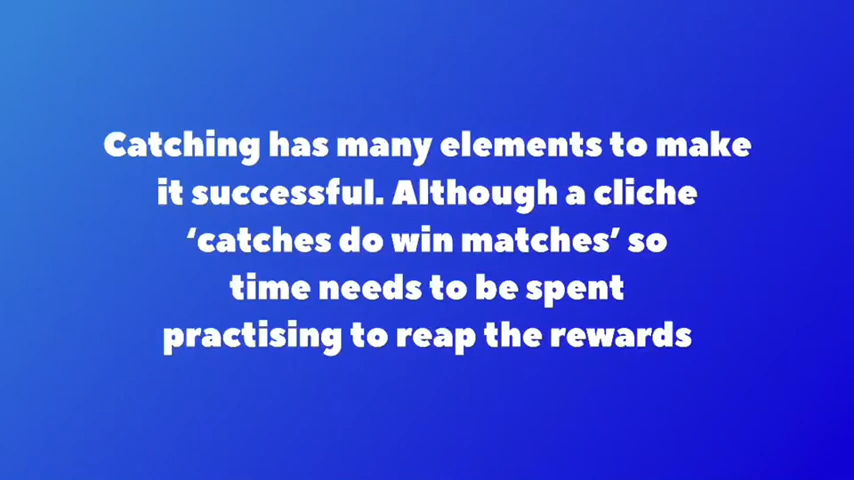 Catching has many elements to make
it successful. Although a cliche
‘catches do win matches’ so
time needs to be spent
practising to reap the rewards